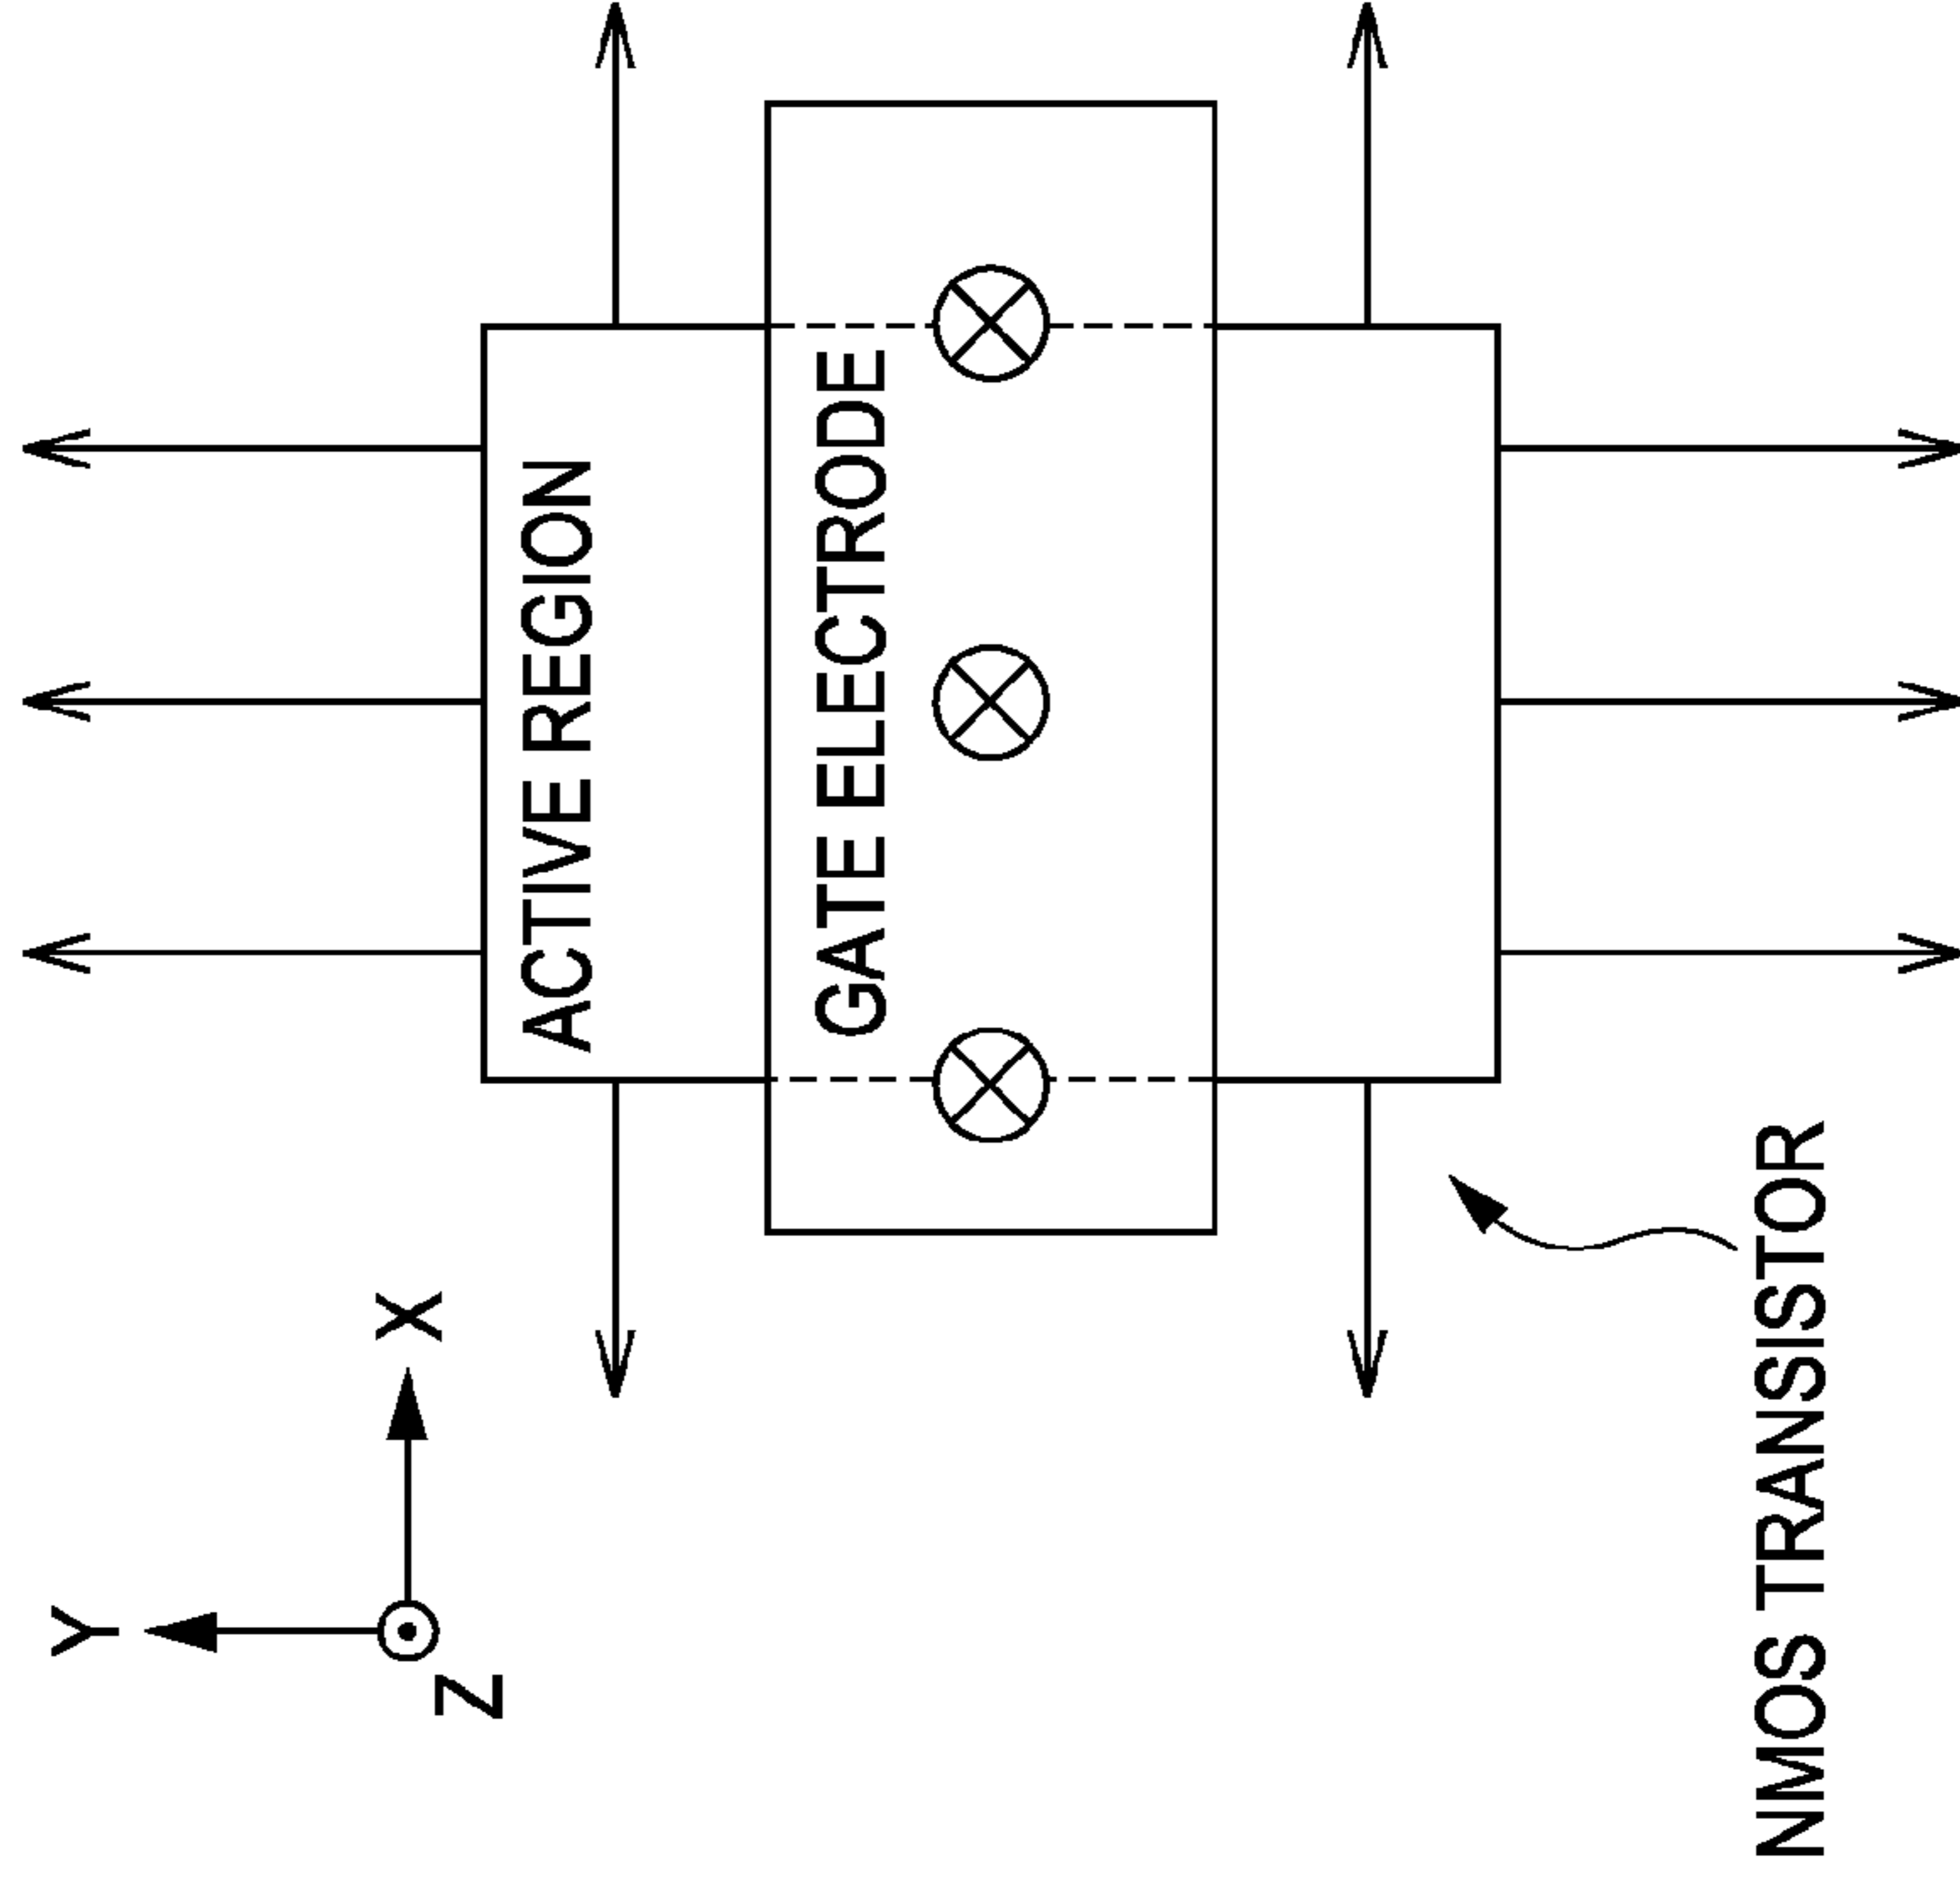 Y
X
Z
ACTIVE REGION
GATE ELECTRODE
NMOS TRANSISTOR